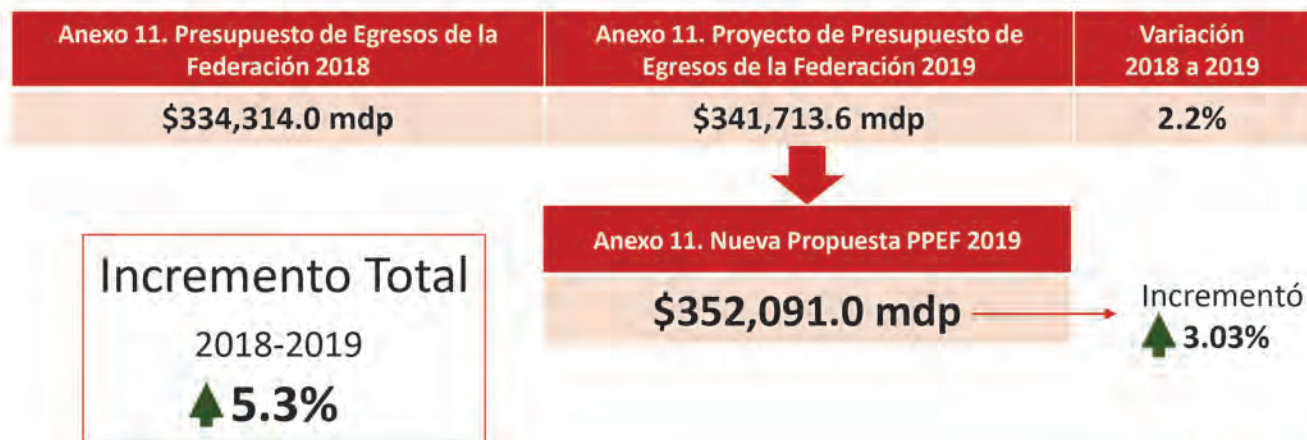 Anexo 11. Presupuesto de Egresos de la
Federación 2018
Anexo 11. Proyecto de Presupuesto de
Egresos de la Federación 2019
Variación
2018 a 2019
$334,314.0 mdp
$341,713.6 mdp
2.2%
Anexo 11. Nueva Propuesta PPEF 2019
$352,091.0 mdp
Incrementó
3.03%
Incremento Total
2018-2019
5.3%